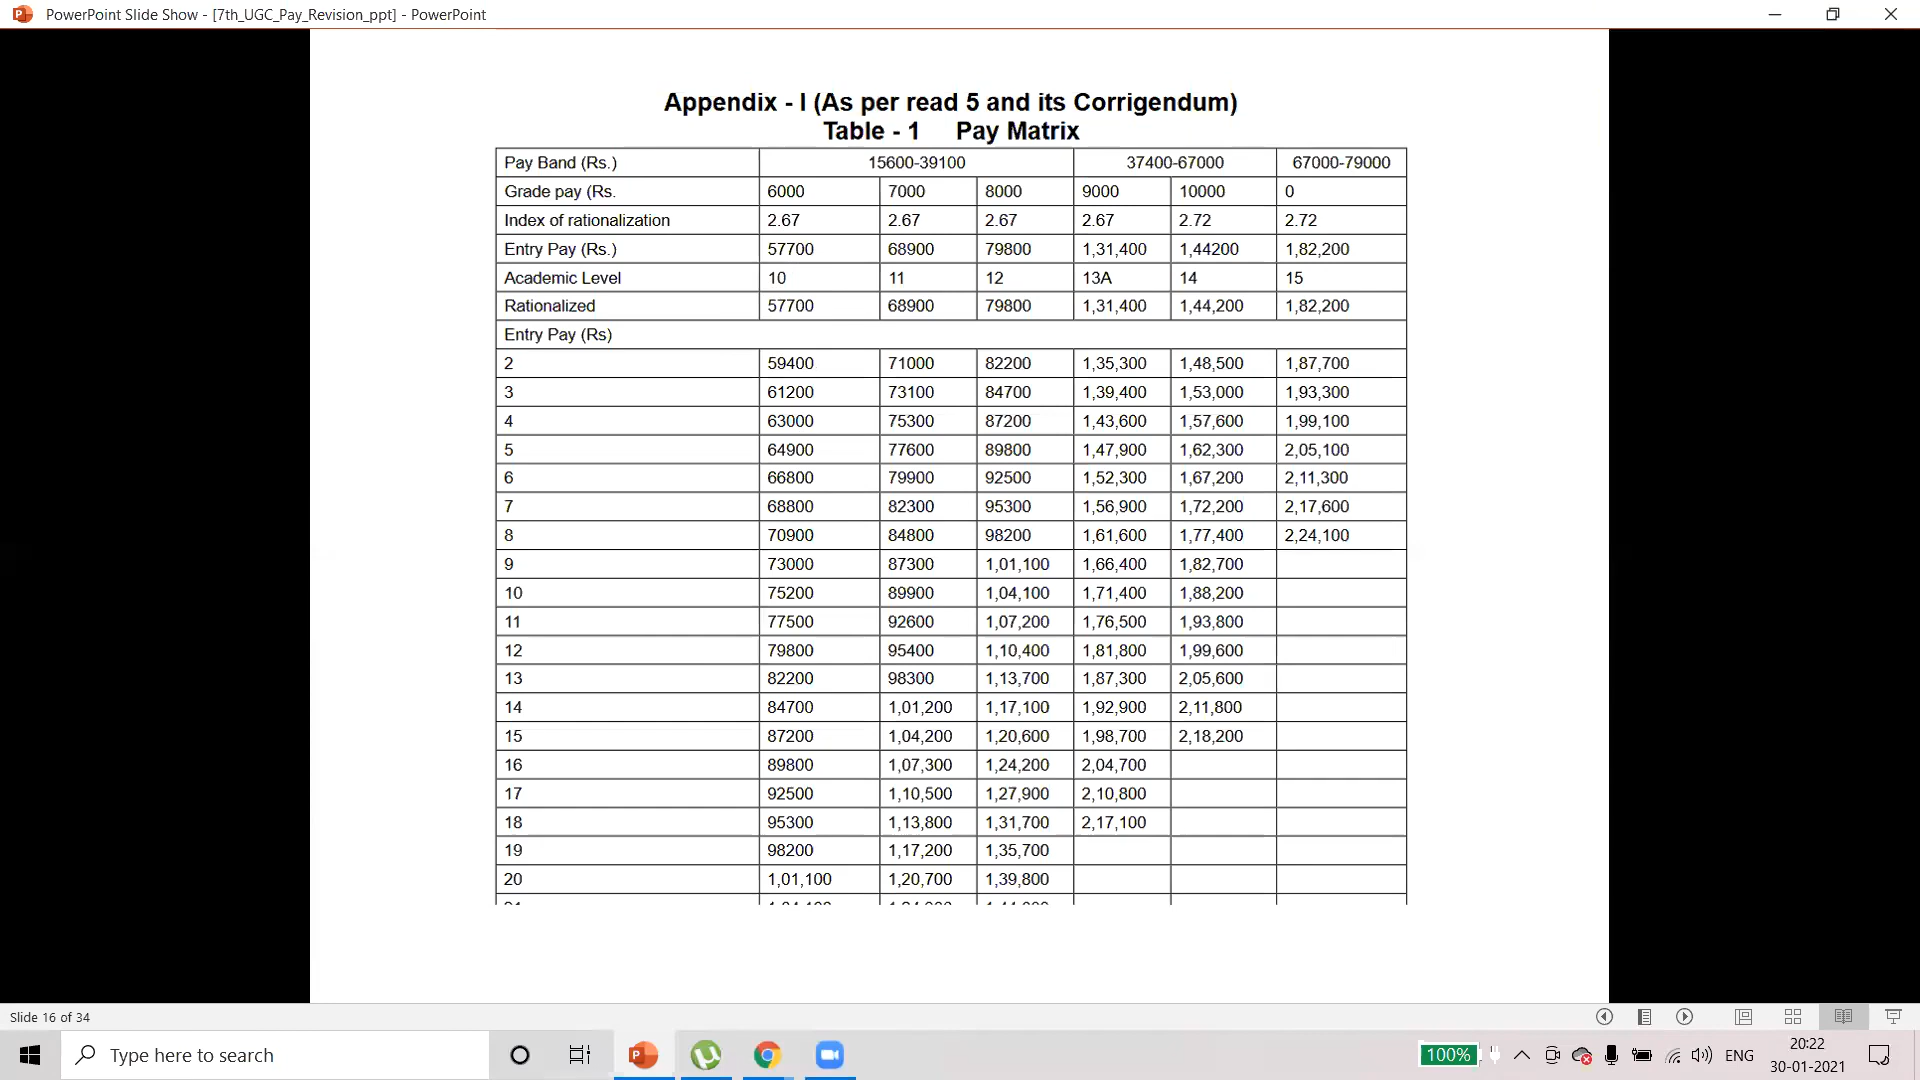 PowerPoint Slide Show - [7th_UGC_Pay_Revision_ppt] - PowerPoint
Appendix - I (As per read 5 and its Corrigendum)
Table - 1 Pay Matrix
Pay Band (Rs.) 15600-39100 37400-67000 67000-79000
Grade pay (Rs. 6000 7000 8000 9000 10000 0
Index of rationalization 2.67 2.67 2.67 2.67 2.72 2.72
Entry Pay (Rs.) 57700 68900 79800 1,31,400 1,44200 1,82,200
Academic Level 10 11 12 13A 14 15
Rationalized 57700 68900 79800 1,31,400 1,44,200 1,82,200
Entry Pay (Rs)
2 59400 71000 82200 1,35,300 1,48,500 1,87,700
3 61200 73100 84700 1,39,400 1,53,000 1,93,300
4 63000 75300 87200 1,43,600 1,57,600 1,99,100
5 64900 77600 89800 1,47,900 1,62,300 2,05,100
6 66800 79900 92500 1,52,300 1,67,200 2,11,300
7 68800 82300 95300 1,56,900 1,72,200 2,17,600
8 70900 84800 98200 1,61,600 1,77,400 2,24,100
9 73000 87300 1,01,100 1,66,400 1,82,700
10 75200 89900 1,04,100 1,71,400 1,88,200
11 77500 92600 1,07,200 1,76,500 1,93,800
12 79800 95400 1,10,400 1,81,800 1,99,600
13 82200 98300 1,13,700 1,87,300 2,05,600
14 84700 1,01,200 1,17,100 1,92,900 2,11,800
15 87200 1,04,200 1,20,600 1,98,700 2,18,200
16 89800 1,07,300 1,24,200 2,04,700
17 92500 1,10,500 1,27,900 2,10,800
18 95300 1,13,800 1,31,700 2,17,100
19 98200 1,17,200 1,35,700
20 1,01,100 1,20,700 1,39,800
Slide 16 of 34
Type here to search
100%
ENG
20:22
30-01-2021